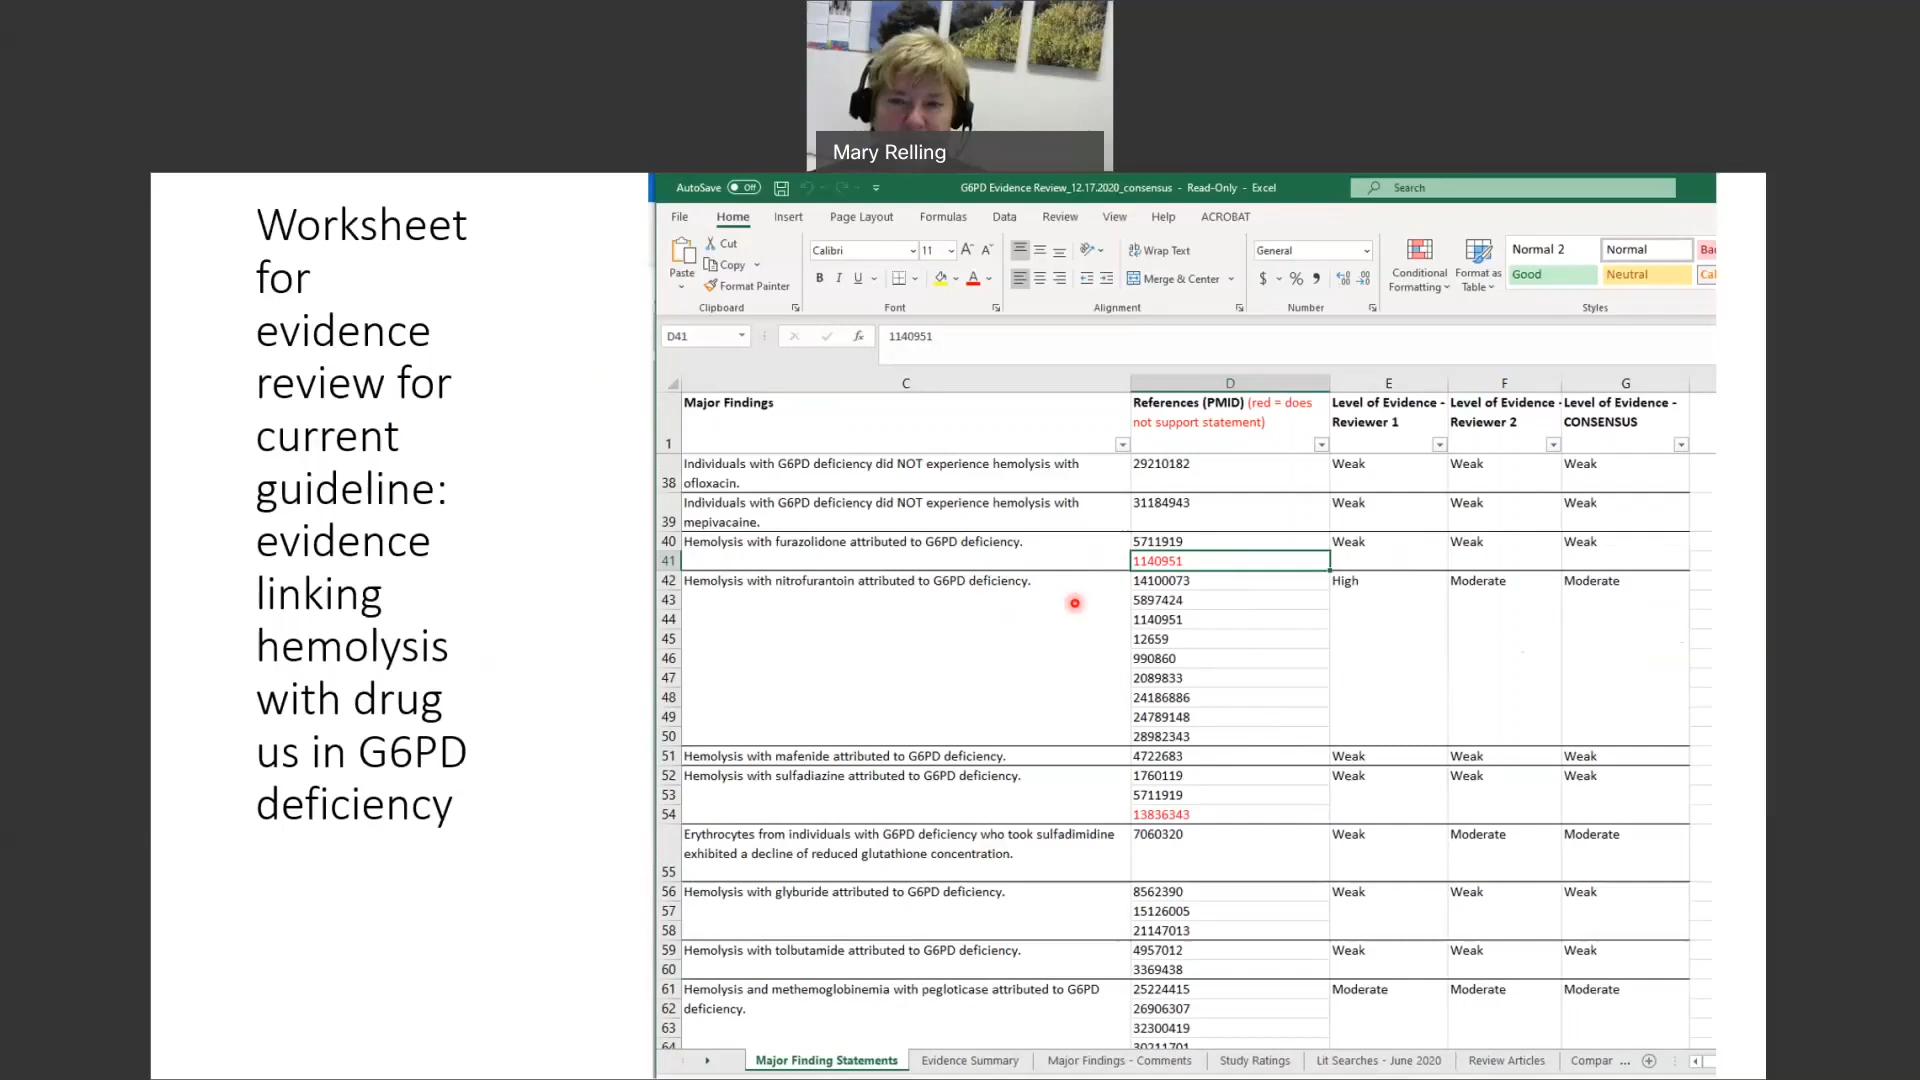 Mary Relling
Worksheet
for
evidence
review for
current
guideline:
evidence
linking
hemolysis
with drug
us in G6PD
deficiency
AutoSave Off G6PD Evidence Review_12.17.2020_consensus - Read-Only - Excel Search
File Home Insert Page Layout Formulas Data Review View Help ACROBAT
Paste Cut Copy Format Painter
Calibri 11 Wrap Text General
B I U Merge & Center $ % Conditional Formatting Format as Table
Normal 2 Normal
Good Neutral
Clipboard Font Alignment Number Styles
D41 fx 1140951
C D E F G
1 Major Findings References (PMID) (red = does not support statement) Level of Evidence - Reviewer 1 Level of Evidence - Reviewer 2 Level of Evidence - CONSENSUS
38 Individuals with G6PD deficiency did NOT experience hemolysis with ofloxacin. 29210182 Weak Weak Weak
39 Individuals with G6PD deficiency did NOT experience hemolysis with mepivacaine. 31184943 Weak Weak Weak
40 Hemolysis with furazolidone attributed to G6PD deficiency. 5711919 Weak Weak Weak
41 1140951
42 Hemolysis with nitrofurantoin attributed to G6PD deficiency. 14100073 High Moderate Moderate
43 5897424
44 1140951
45 12659
46 990860
47 2089833
48 24186886
49 24789148
50 28982343
51 Hemolysis with mafenide attributed to G6PD deficiency. 4722683 Weak Weak Weak
52 Hemolysis with sulfadiazine attributed to G6PD deficiency. 1760119 Weak Weak Weak
53 5711919
54 13836343
55 Erythrocytes from individuals with G6PD deficiency who took sulfadimidine exhibited a decline of reduced glutathione concentration. 7060320 Weak Moderate Moderate
56 Hemolysis with glyburide attributed to G6PD deficiency. 8562390 Weak Weak Weak
57 15126005
58 21147013
59 Hemolysis with tolbutamide attributed to G6PD deficiency. 4957012 Weak Weak Weak
60 3369438
61 Hemolysis and methemoglobinemia with pegloticase attributed to G6PD 25224415 Moderate Moderate Moderate
62 deficiency. 26906307
63 32300419
64 30211701
Major Finding Statements Evidence Summary Major Findings - Comments Study Ratings Lit Searches - June 2020 Review Articles Compar ...